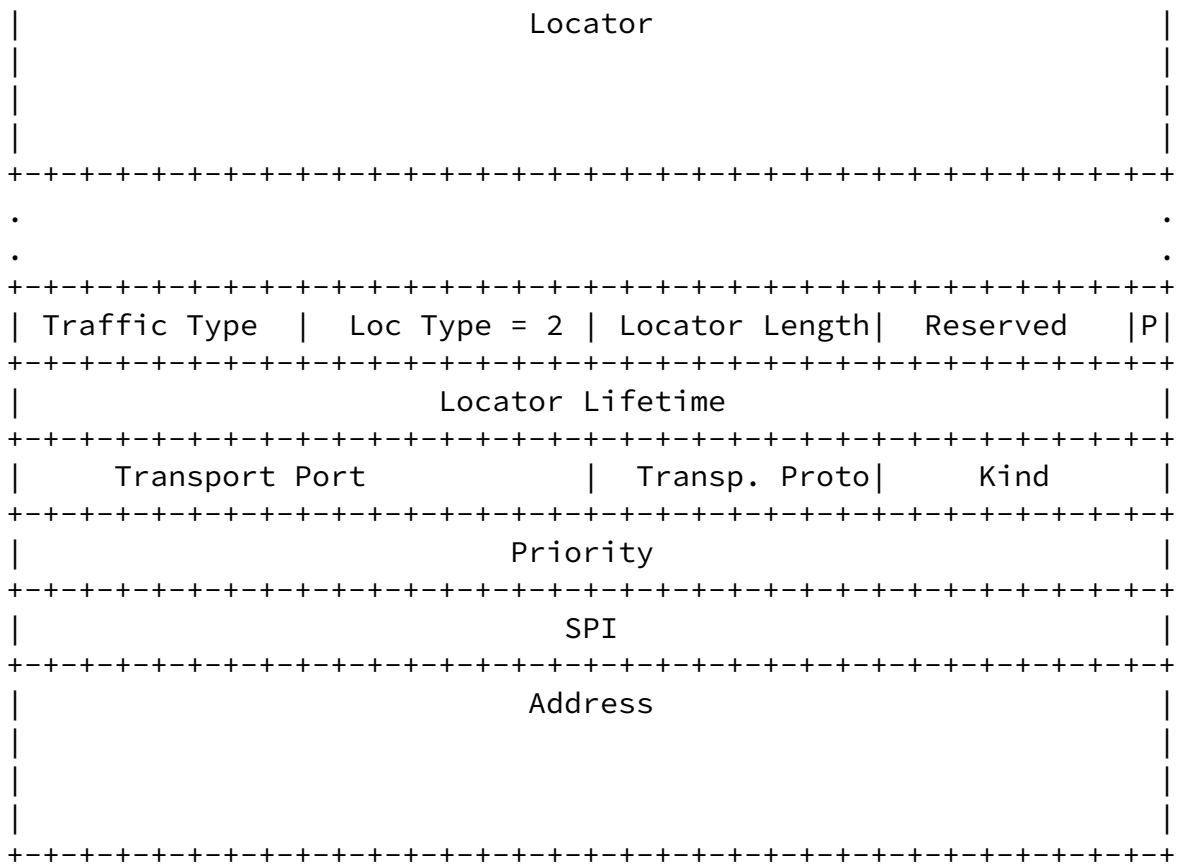 |                           Locator                             |
|                                                               |
|                                                               |
|                                                               |
+-+-+-+-+-+-+-+-+-+-+-+-+-+-+-+-+-+-+-+-+-+-+-+-+-+-+-+-+-+-+-+-+
.                                                               .
.                                                               .
+-+-+-+-+-+-+-+-+-+-+-+-+-+-+-+-+-+-+-+-+-+-+-+-+-+-+-+-+-+-+-+-+
| Traffic Type  |  Loc Type = 2 | Locator Length|  Reserved   |P|
+-+-+-+-+-+-+-+-+-+-+-+-+-+-+-+-+-+-+-+-+-+-+-+-+-+-+-+-+-+-+-+-+
|                      Locator Lifetime                         |
+-+-+-+-+-+-+-+-+-+-+-+-+-+-+-+-+-+-+-+-+-+-+-+-+-+-+-+-+-+-+-+-+
|     Transport Port            |  Transp. Proto|     Kind      |
+-+-+-+-+-+-+-+-+-+-+-+-+-+-+-+-+-+-+-+-+-+-+-+-+-+-+-+-+-+-+-+-+
|                          Priority                             |
+-+-+-+-+-+-+-+-+-+-+-+-+-+-+-+-+-+-+-+-+-+-+-+-+-+-+-+-+-+-+-+-+
|                             SPI                               |
+-+-+-+-+-+-+-+-+-+-+-+-+-+-+-+-+-+-+-+-+-+-+-+-+-+-+-+-+-+-+-+-+
|                           Address                             |
|                                                               |
|                                                               |
|                                                               |
+-+-+-+-+-+-+-+-+-+-+-+-+-+-+-+-+-+-+-+-+-+-+-+-+-+-+-+-+-+-+-+-+